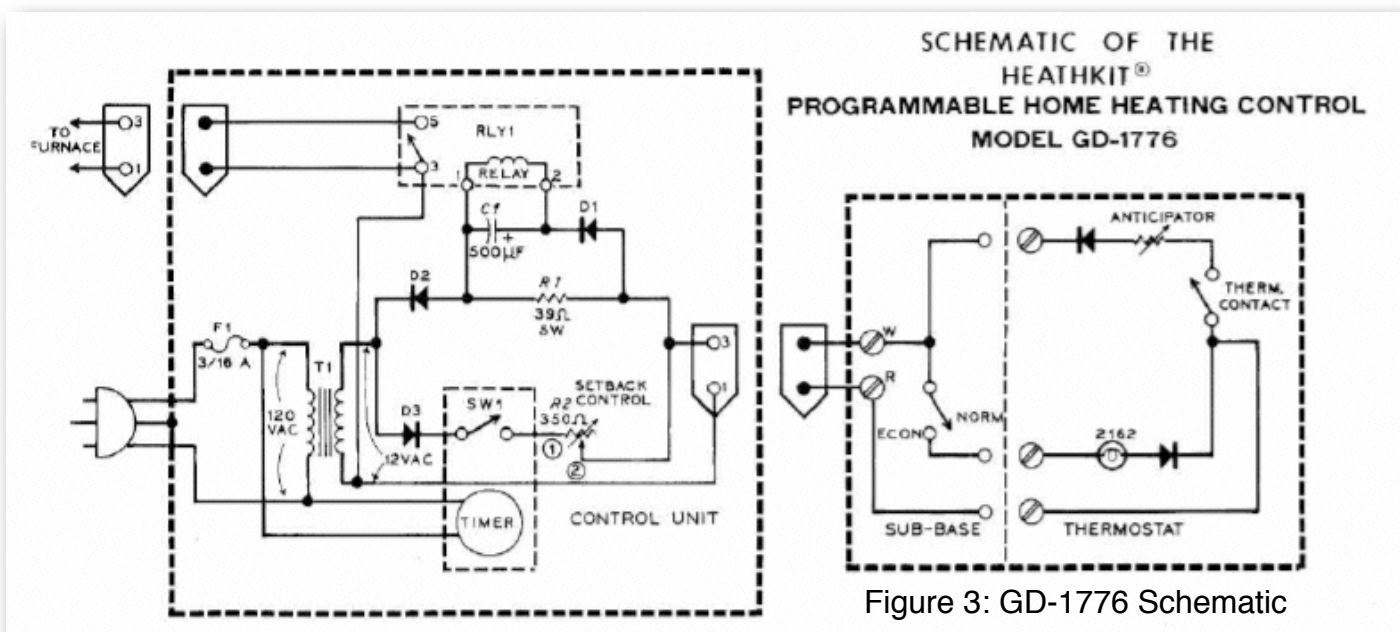 SCHEMATIC OF THE
HEATHKIT®
PROGRAMMABLE HOME HEATING CONTROL
MODEL GD-1776
TO
FURNACE
3
1
5
3
RLY1
RELAY
1
2
C1
+
500µF
D1
D2
R1
39Ω
5W
F1
3/16 A
T1
120
VAC
12VAC
D3
SW1
SETBACK
CONTROL
R2
350Ω
①
②
3
1
TIMER
CONTROL UNIT
W
R
NORM
ECON
SUB-BASE
ANTICIPATOR
THERM.
CONTACT
2162
THERMOSTAT
Figure 3: GD-1776 Schematic